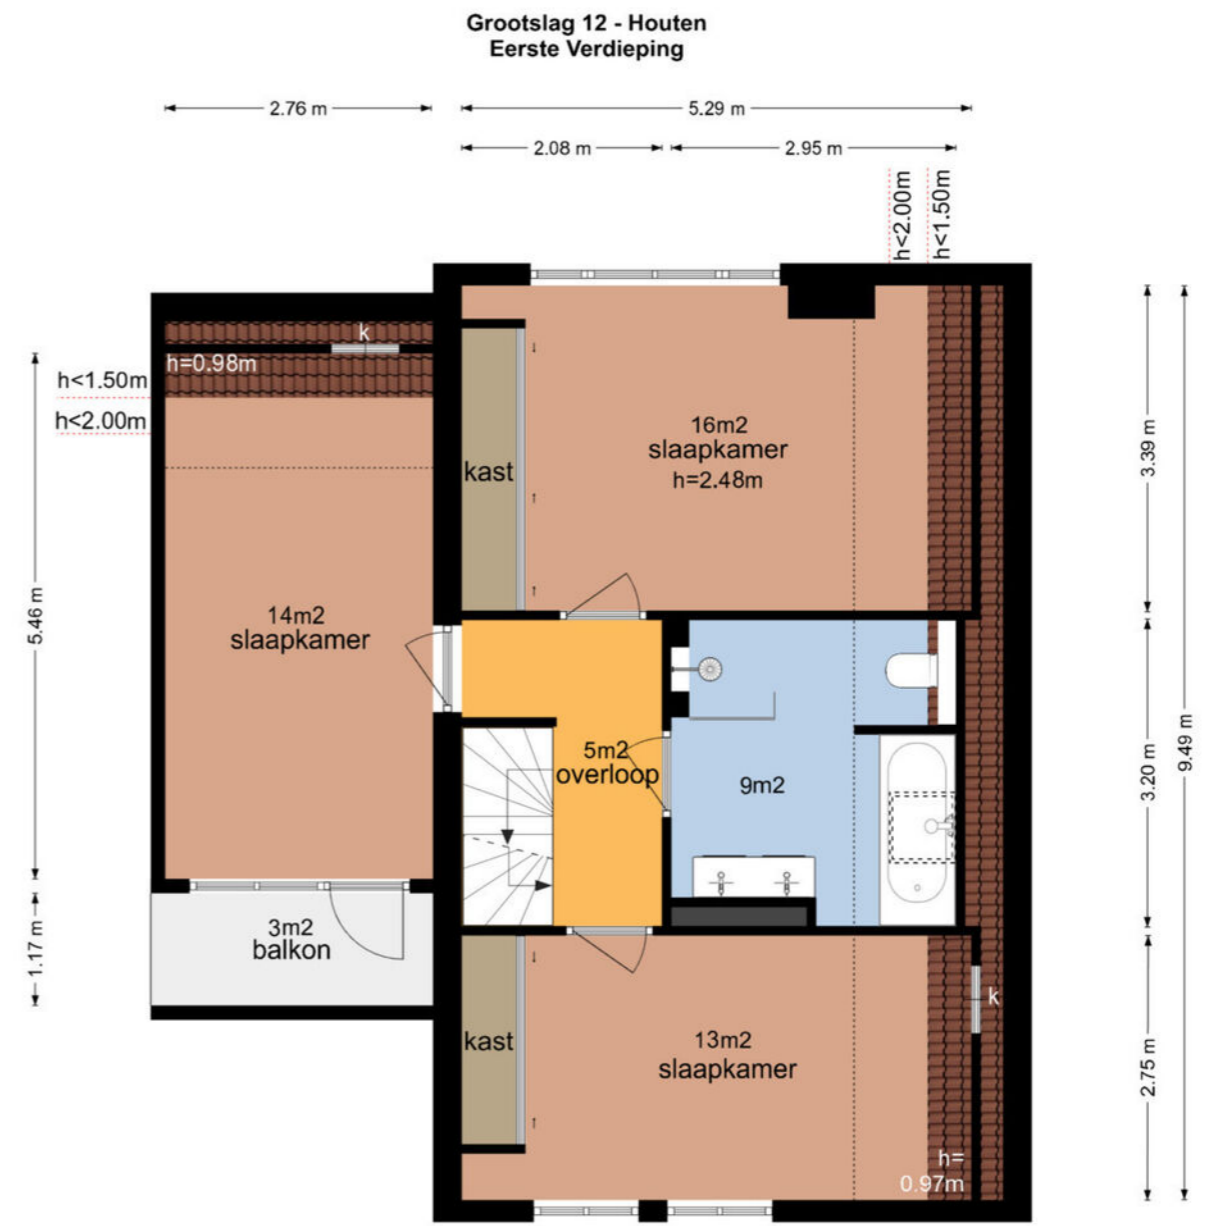 Grootslag 12 - Houten
Eerste Verdieping
2.76 m
5.29 m
2.08 m
2.95 m
h<2.00m
h<1.50m
k
h=0.98m
h<1.50m
h<2.00m
16m2
slaapkamer
h=2.48m
kast
3.39 m
14m2
slaapkamer
5.46 m
5m2
overloop
9m2
3.20 m
9.49 m
3m2
balkon
1.17 m
kast
13m2
slaapkamer
k
2.75 m
h=
0.97m